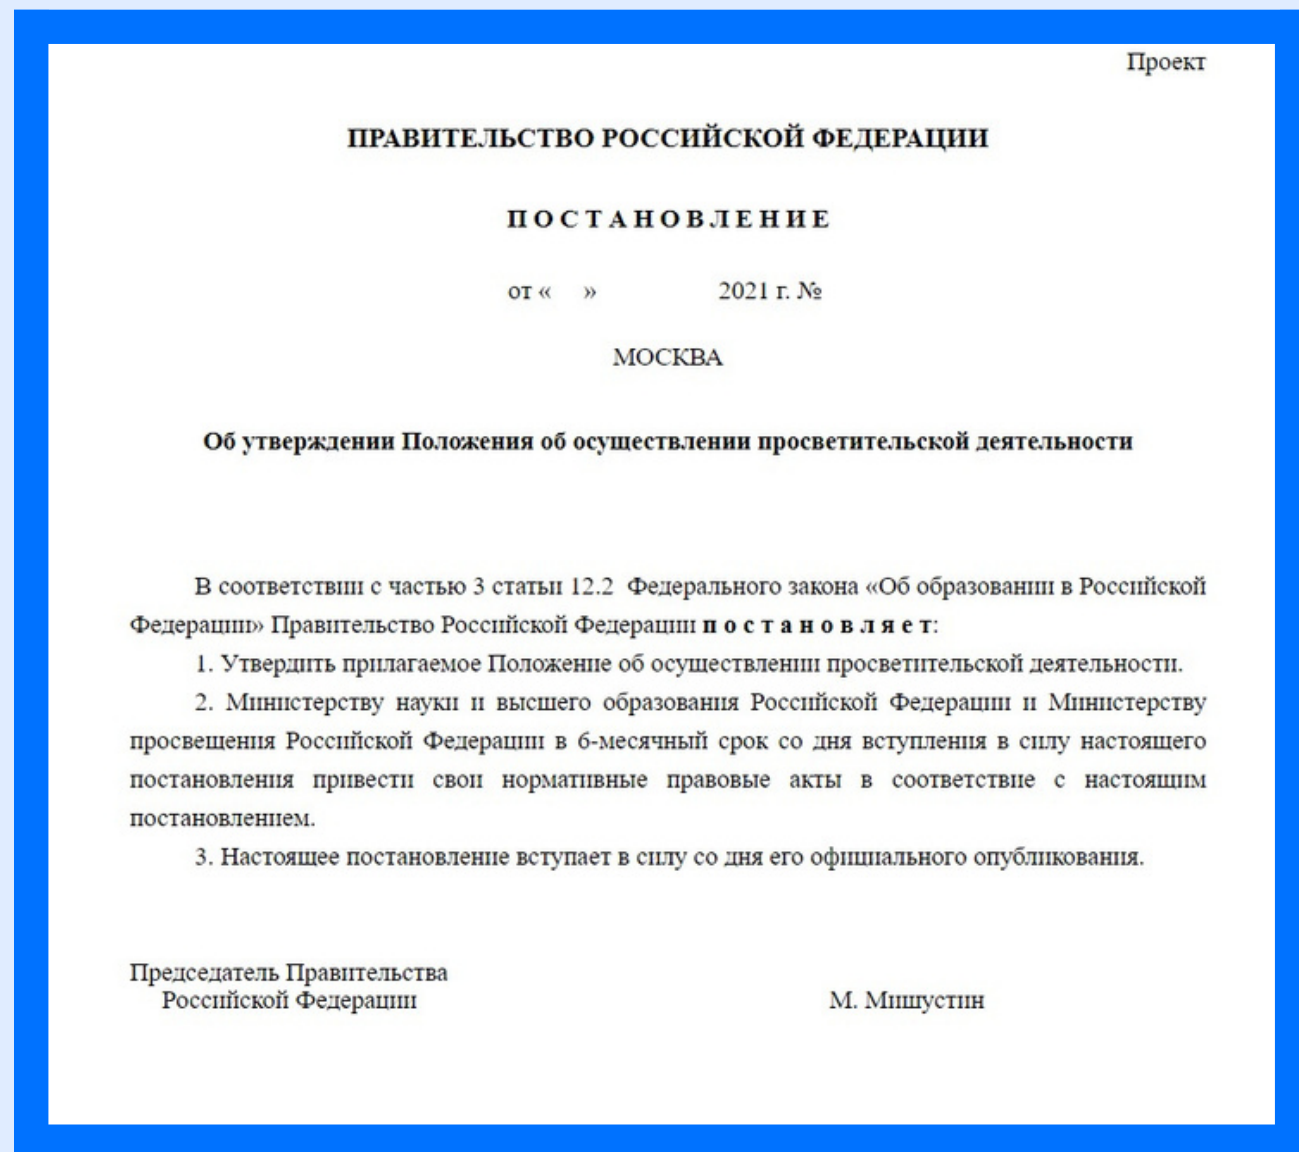 Проект
ПРАВИТЕЛЬСТВО РОССИЙСКОЙ ФЕДЕРАЦИИ
П О С Т А Н О В Л Е Н И Е
от « » 2021 г. №
МОСКВА
Об утверждении Положения об осуществлении просветительской деятельности
В соответствии с частью 3 статьи 12.2 Федерального закона «Об образовании в Российской
Федерации» Правительство Российской Федерации п о с т а н о в л я е т:
1. Утвердить прилагаемое Положение об осуществлении просветительской деятельности.
2. Министерству науки и высшего образования Российской Федерации и Министерству
просвещения Российской Федерации в 6-месячный срок со дня вступления в силу настоящего
постановления привести свои нормативные правовые акты в соответствие с настоящим
постановлением.
3. Настоящее постановление вступает в силу со дня его официального опубликования.
Председатель Правительства
Российской Федерации М. Мишустин